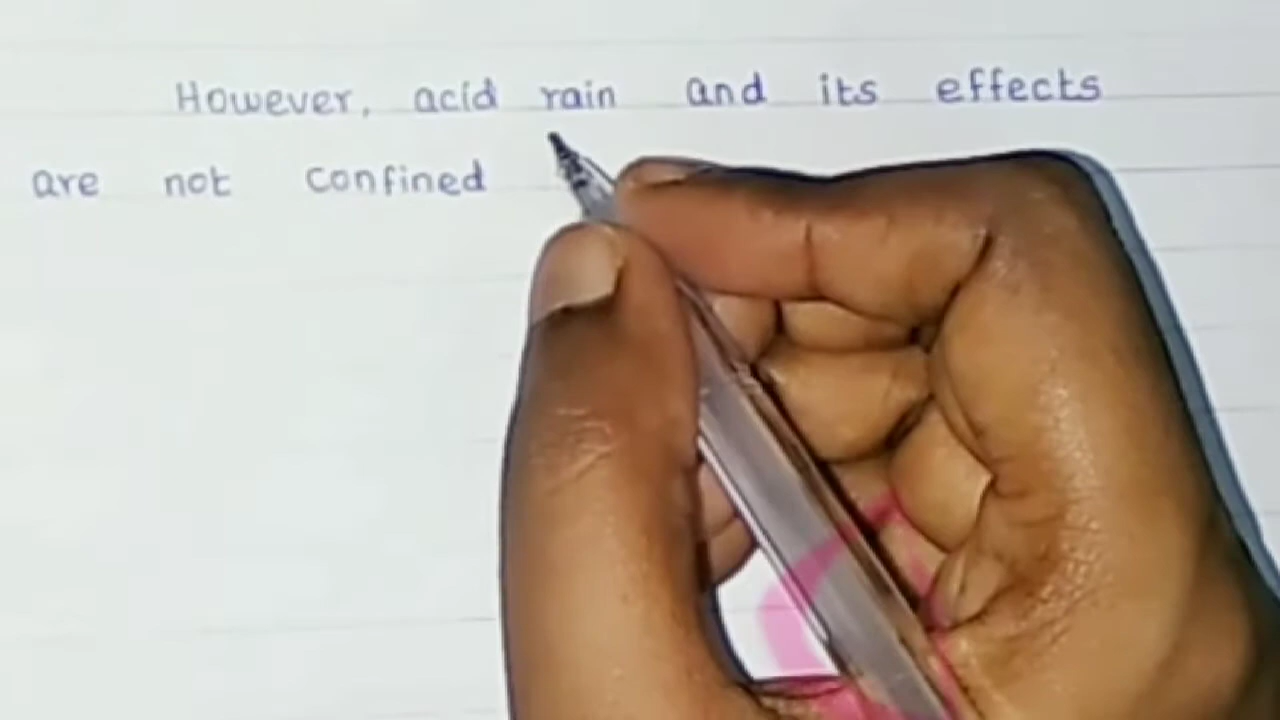 However, acid rain and its effects
are not confined